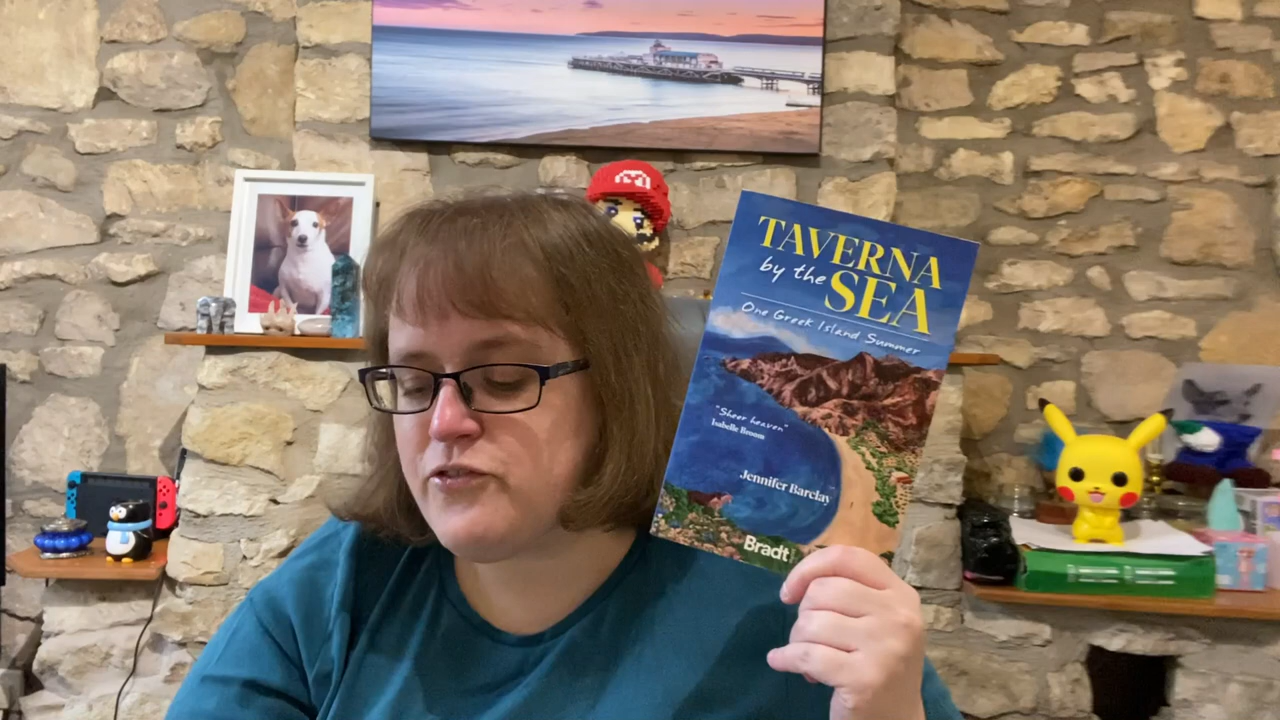 TAVERNA
by the SEA
One Greek Island Summer
"Sheer heaven"
Isabelle Broom
Jennifer Barclay
Bradt